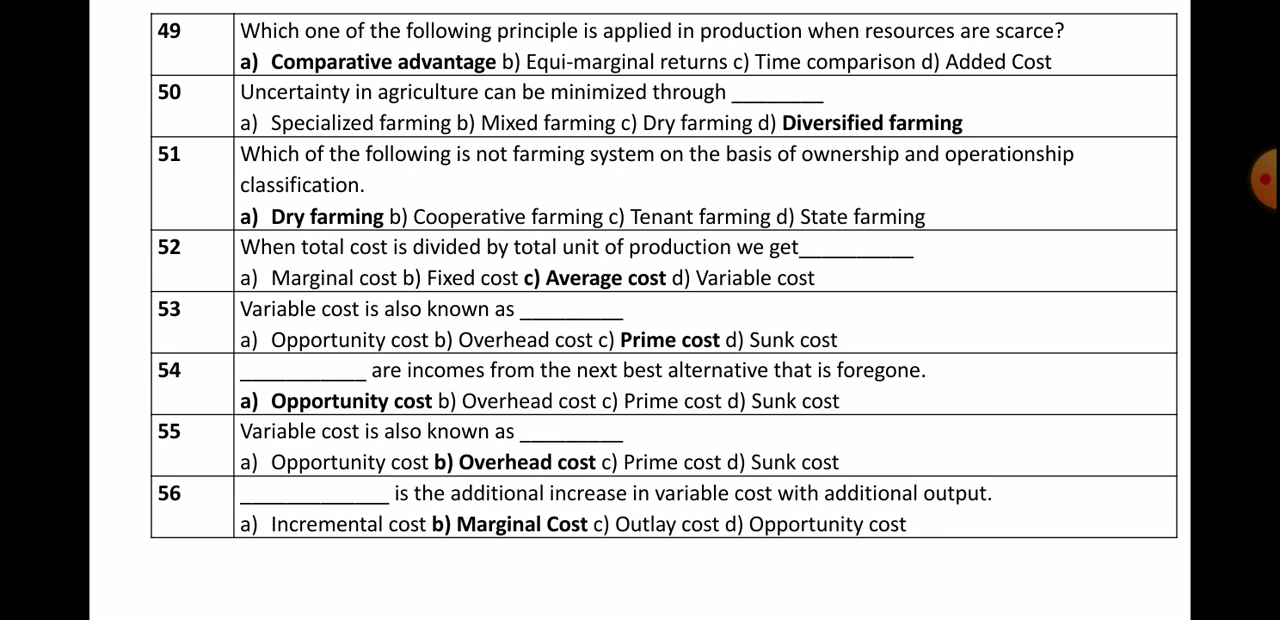 49 Which one of the following principle is applied in production when resources are scarce?
a) Comparative advantage b) Equi-marginal returns c) Time comparison d) Added Cost
50 Uncertainty in agriculture can be minimized through ________
a) Specialized farming b) Mixed farming c) Dry farming d) Diversified farming
51 Which of the following is not farming system on the basis of ownership and operationship
classification.
a) Dry farming b) Cooperative farming c) Tenant farming d) State farming
52 When total cost is divided by total unit of production we get__________
a) Marginal cost b) Fixed cost c) Average cost d) Variable cost
53 Variable cost is also known as _________
a) Opportunity cost b) Overhead cost c) Prime cost d) Sunk cost
54 ___________ are incomes from the next best alternative that is foregone.
a) Opportunity cost b) Overhead cost c) Prime cost d) Sunk cost
55 Variable cost is also known as _________
a) Opportunity cost b) Overhead cost c) Prime cost d) Sunk cost
56 _____________ is the additional increase in variable cost with additional output.
a) Incremental cost b) Marginal Cost c) Outlay cost d) Opportunity cost